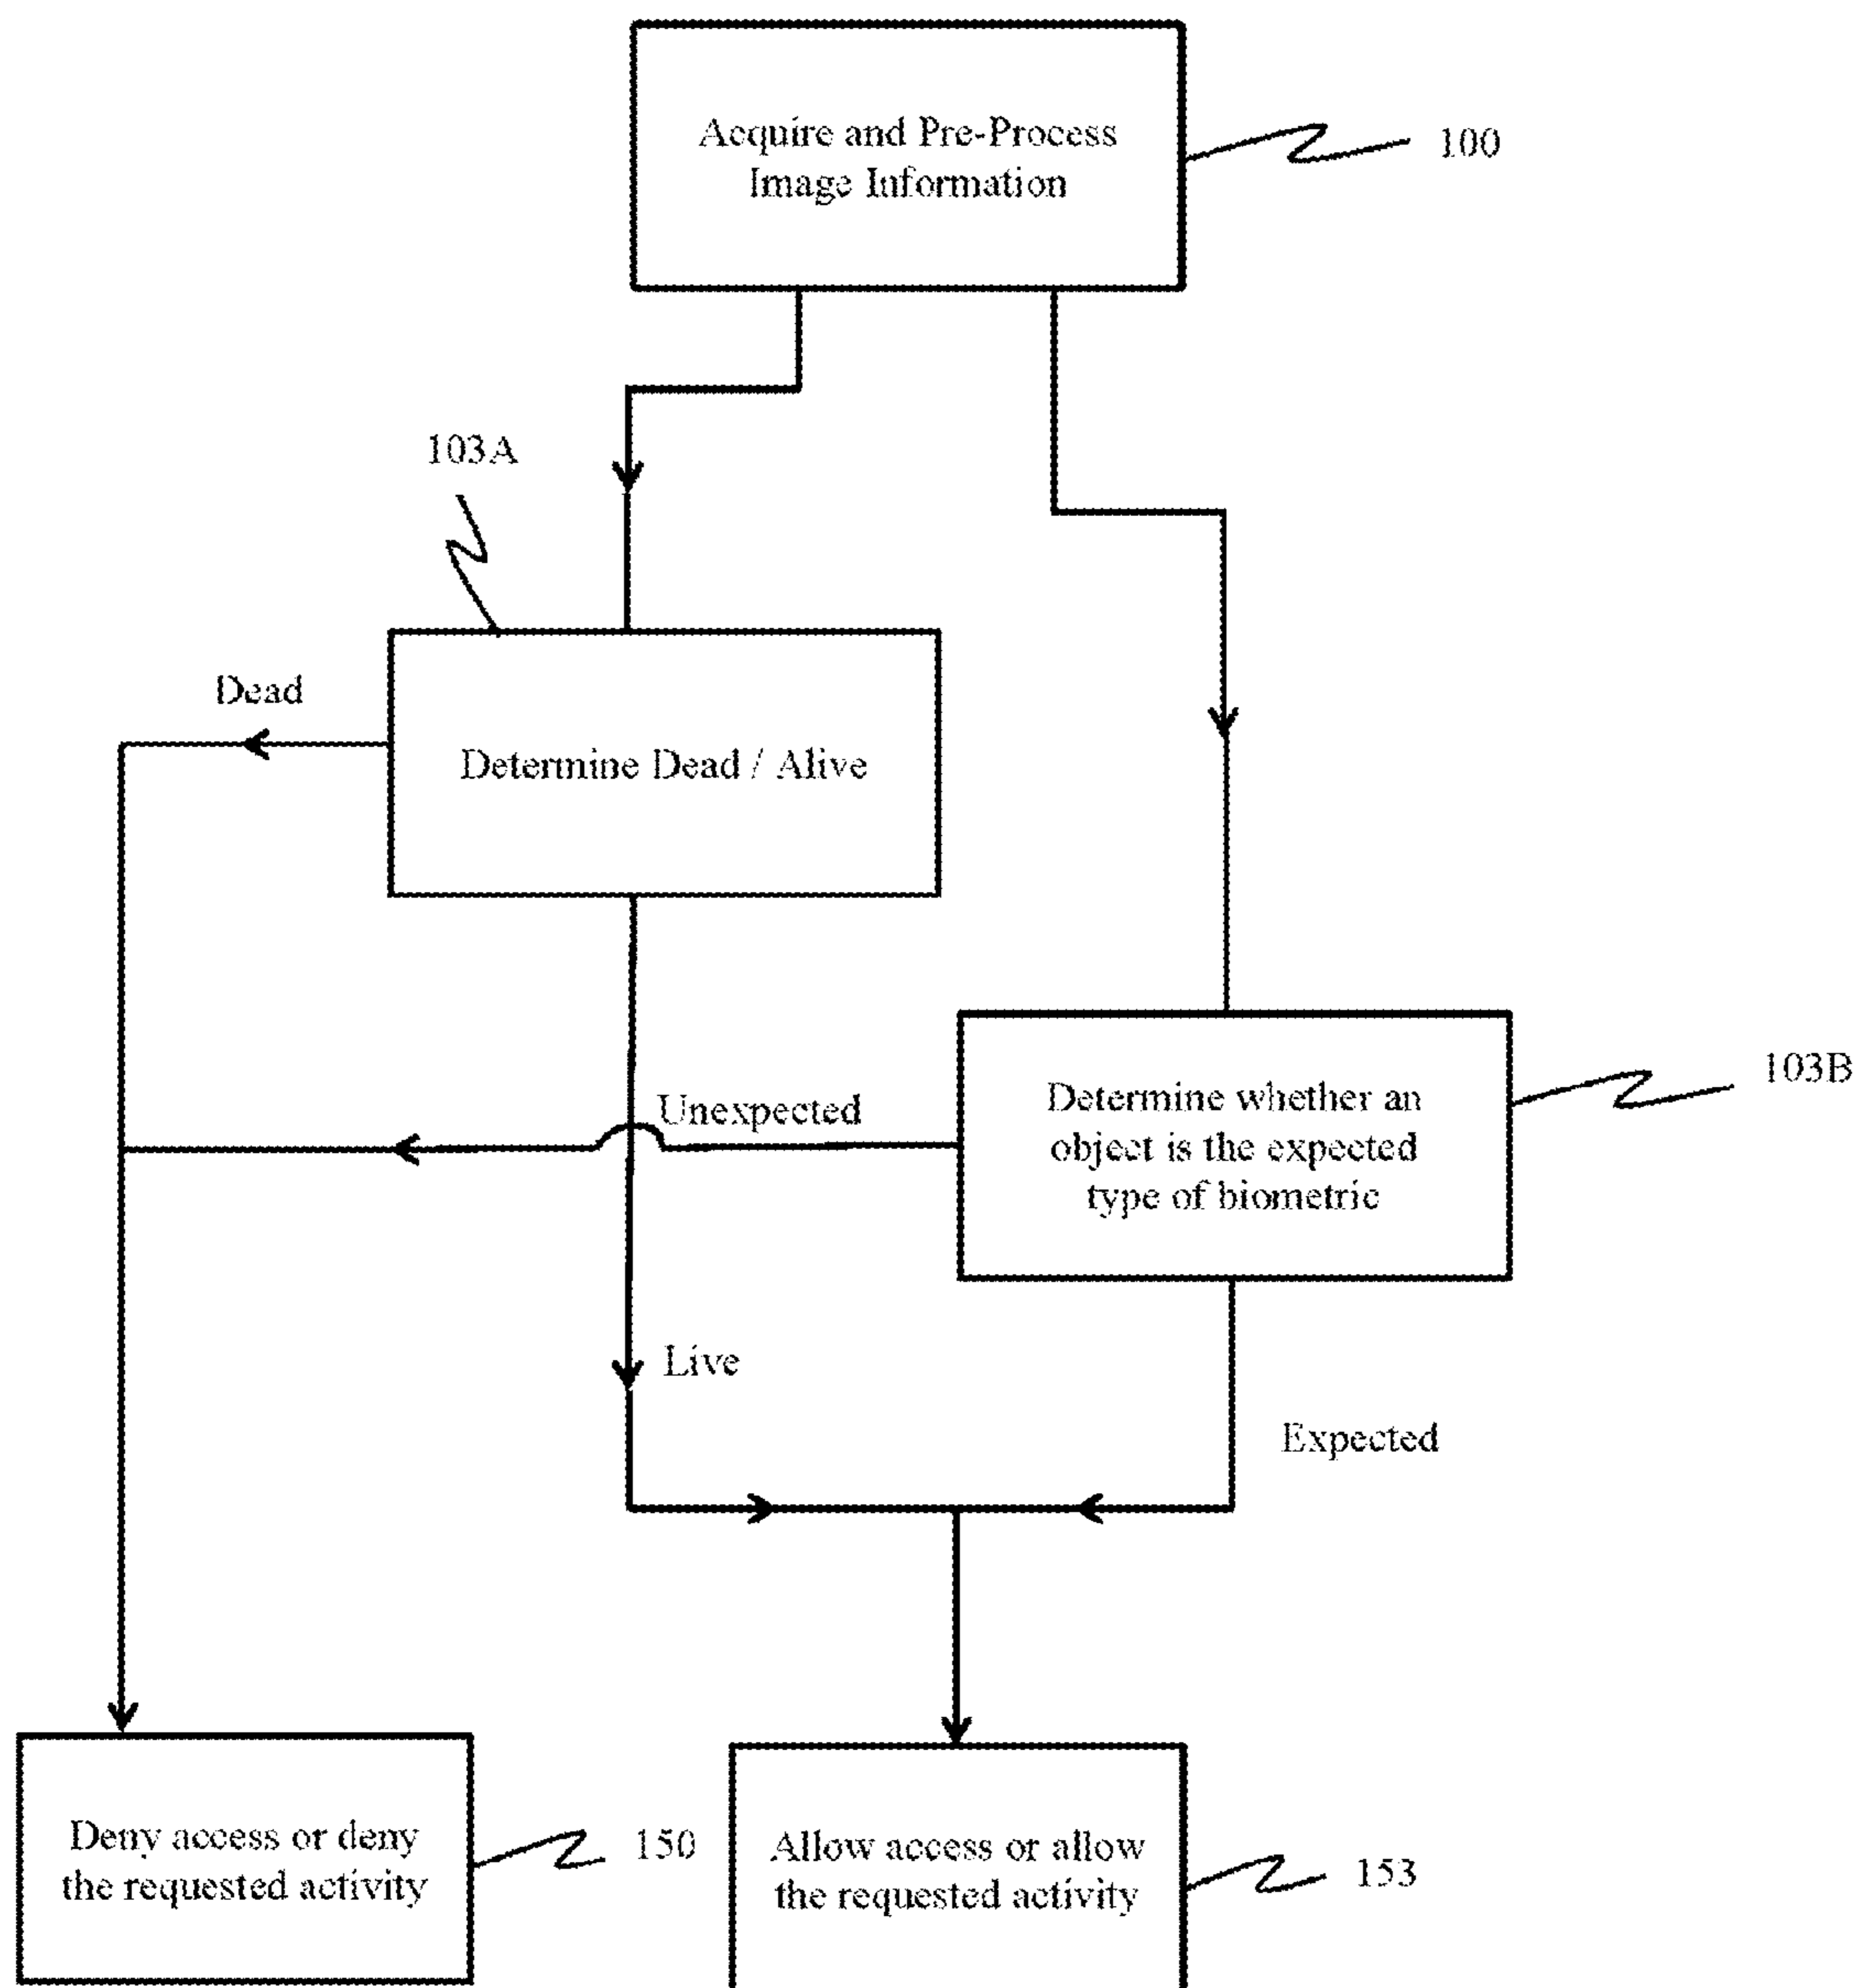 Acquire and Pre-Process
Image Information
100
103A
Dead
Determine Dead / Alive
103B
Determine whether an
object is the expected
type of biometric
Unexpected
Live
Expected
Deny access or deny
the requested activity
150
Allow access or allow
the requested activity
153